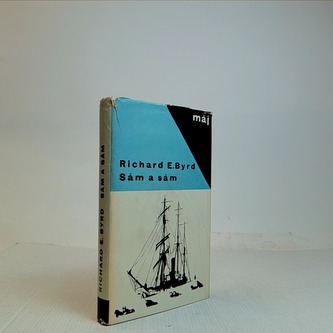 máj
Richard E. Byrd
Sám a sám
RICHARD E. BYRD SÁM A SÁM